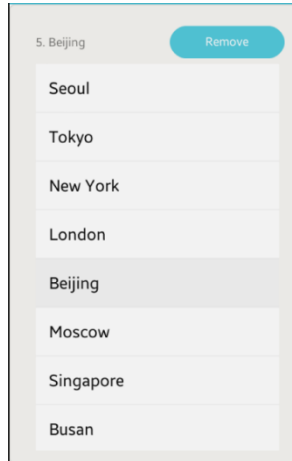 5. Beijing Remove
Seoul
Tokyo
New York
London
Beijing
Moscow
Singapore
Busan